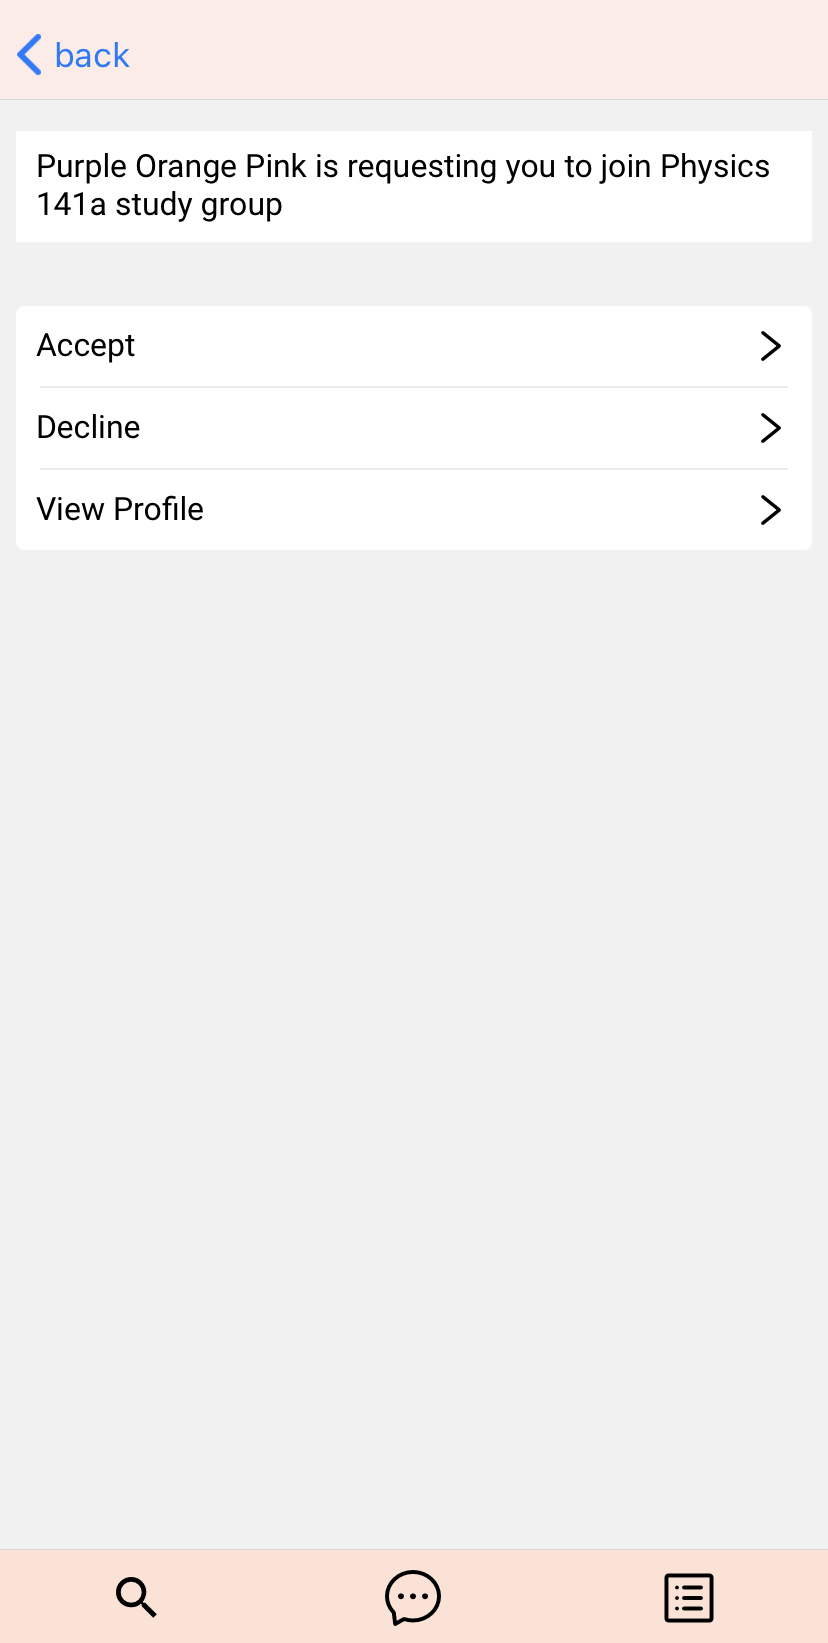 back
Purple Orange Pink is requesting you to join Physics
141a study group
Accept
Decline
View Profile